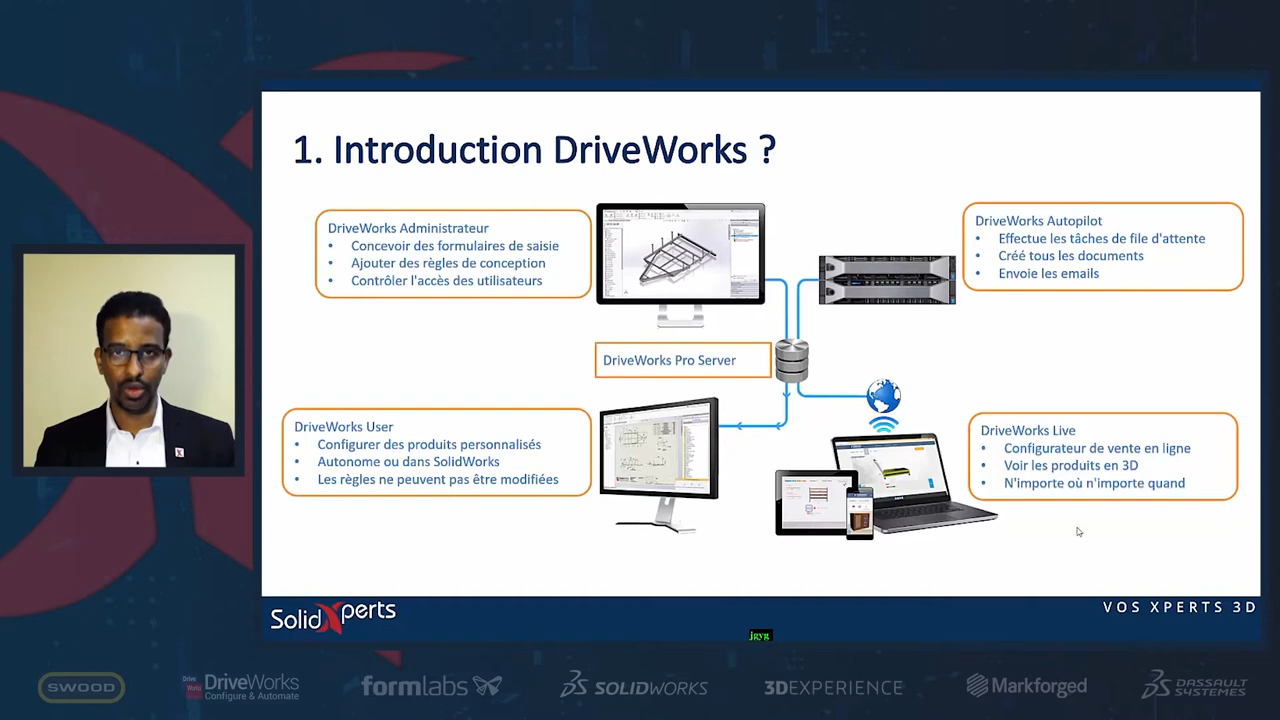 1. Introduction DriveWorks ?
DriveWorks Administrateur
• Concevoir des formulaires de saisie
• Ajouter des règles de conception
• Contrôler l'accès des utilisateurs
DriveWorks Autopilot
• Effectue les tâches de file d'attente
• Créé tous les documents
• Envoie les emails
DriveWorks Pro Server
DriveWorks User
• Configurer des produits personnalisés
• Autonome ou dans SolidWorks
• Les règles ne peuvent pas être modifiées
DriveWorks Live
• Configurateur de vente en ligne
• Voir les produits en 3D
• N'importe où n'importe quand
SolidXperts
VOS XPERTS 3D
jgyg
SWOOD
Drive
Works
DriveWorks
Configure & Automate
formlabs
SOLIDWORKS
3DEXPERIENCE
Markforged
DASSAULT
SYSTEMES